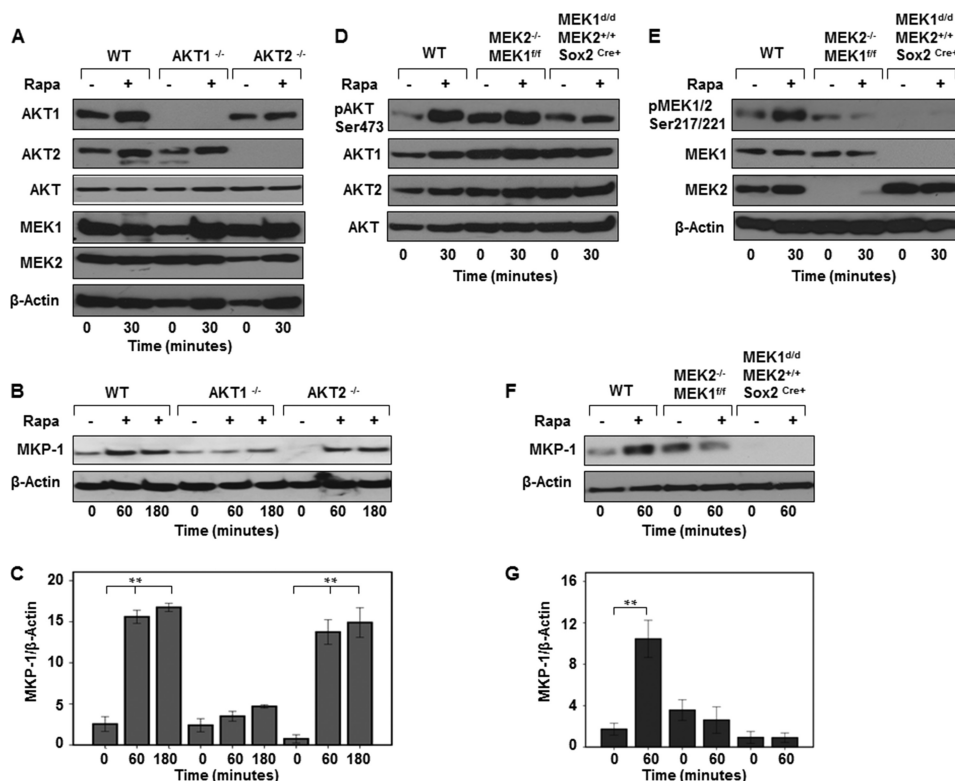 A
WT AKT1 -/- AKT2 -/-
Rapa - + - + - +
AKT1
AKT2
AKT
MEK1
MEK2
β-Actin
0 30 0 30 0 30
Time (minutes)
B
WT AKT1 -/- AKT2 -/-
Rapa - + + - + + - + +
MKP-1
β-Actin
0 60 180 0 60 180 0 60 180
Time (minutes)
C
MKP-1/β-Actin
20
15
10
5
0
** **
0 60 180 0 60 180 0 60 180
Time (minutes)
D
WT MEK2-/- MEK1f/f MEK1d/d MEK2+/+ Sox2 Cre+
Rapa - + - + - +
pAKT
Ser473
AKT1
AKT2
AKT
0 30 0 30 0 30
Time (minutes)
E
WT MEK2-/- MEK1f/f MEK1d/d MEK2+/+ Sox2 Cre+
Rapa - + - + - +
pMEK1/2
Ser217/221
MEK1
MEK2
β-Actin
0 30 0 30 0 30
Time (minutes)
F
WT MEK2-/- MEK1f/f MEK1d/d MEK2+/+ Sox2 Cre+
Rapa - + - + - +
MKP-1
β-Actin
0 60 0 60 0 60
Time (minutes)
G
MKP-1/β-Actin
16
12
8
4
0
**
0 60 0 60 0 60
Time (minutes)